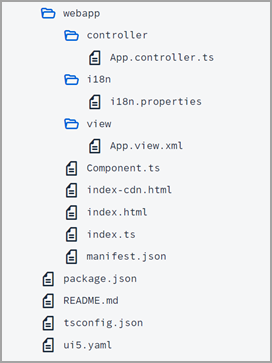 webapp
controller
App.controller.ts
i18n
i18n.properties
view
App.view.xml
Component.ts
index-cdn.html
index.html
index.ts
manifest.json
package.json
README.md
tsconfig.json
ui5.yaml